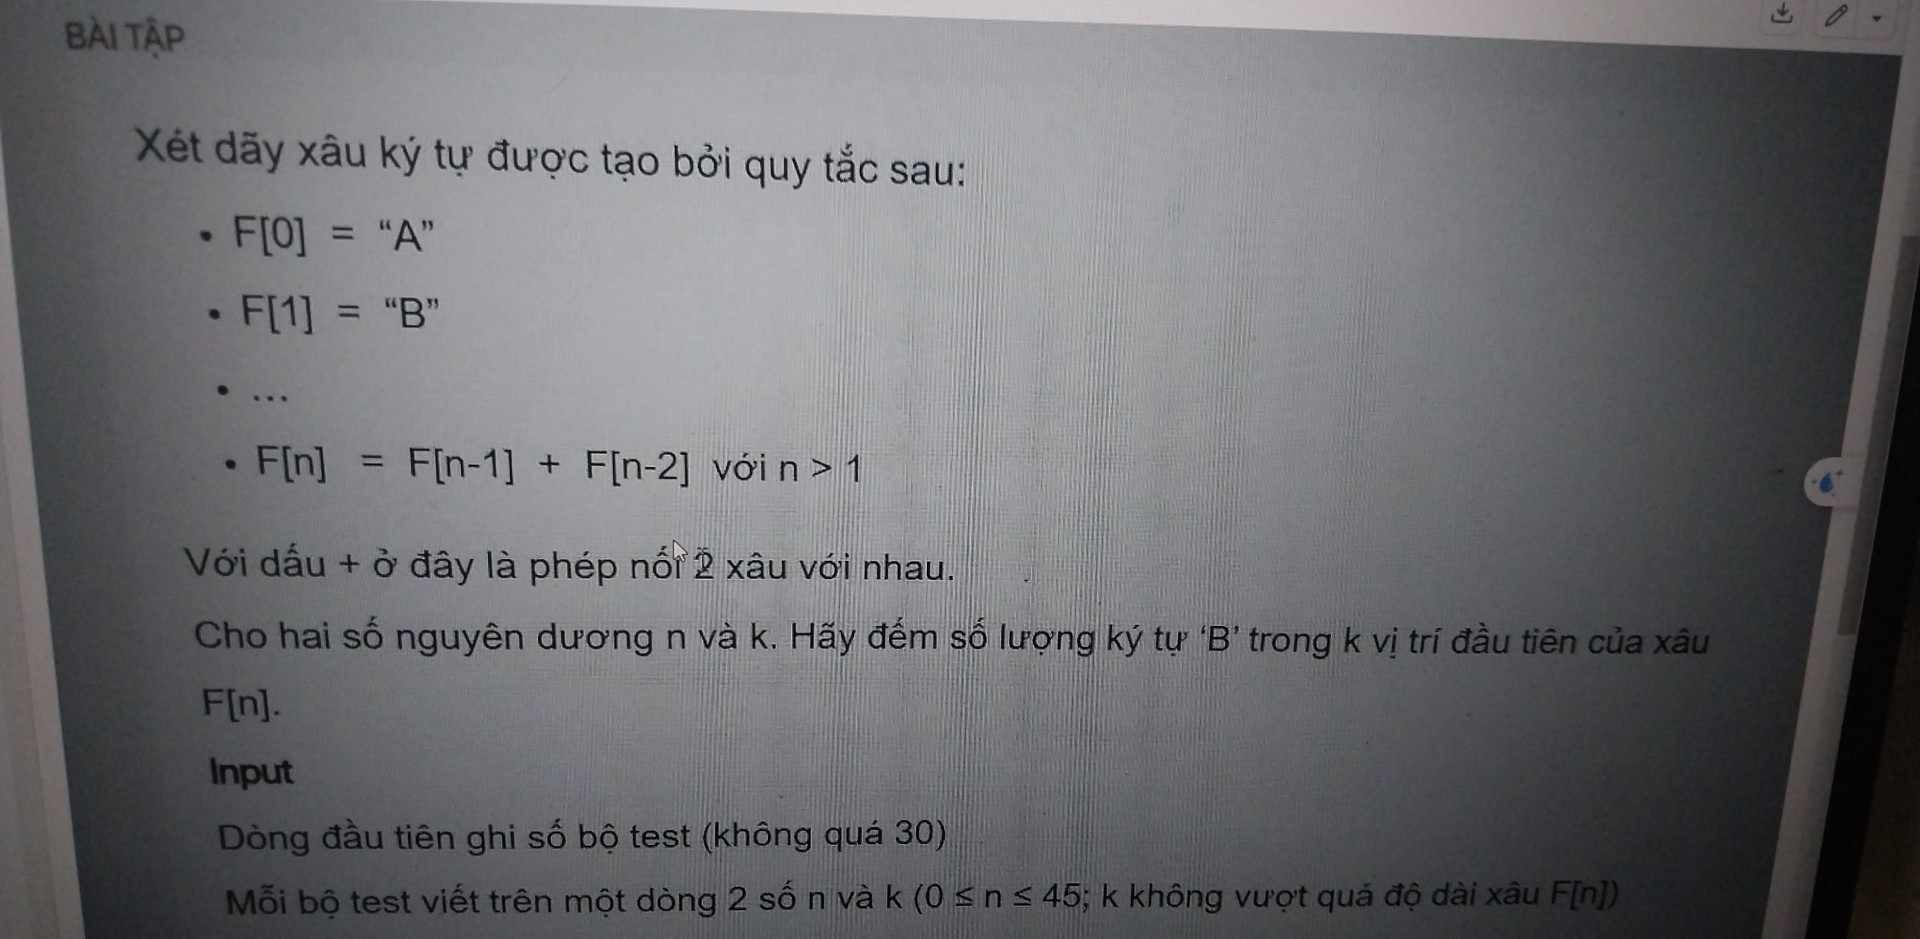 BÀI TẬP
Xét dãy xâu ký tự được tạo bởi quy tắc sau:
• F[0] = “A”
• F[1] = “B”
• ...
• F[n] = F[n-1] + F[n-2] với n > 1
Với dấu + ở đây là phép nối 2 xâu với nhau.
Cho hai số nguyên dương n và k. Hãy đếm số lượng ký tự ‘B’ trong k vị trí đầu tiên của xâu
F[n].
Input
Dòng đầu tiên ghi số bộ test (không quá 30)
Mỗi bộ test viết trên một dòng 2 số n và k (0 ≤ n ≤ 45; k không vượt quá độ dài xâu F[n])